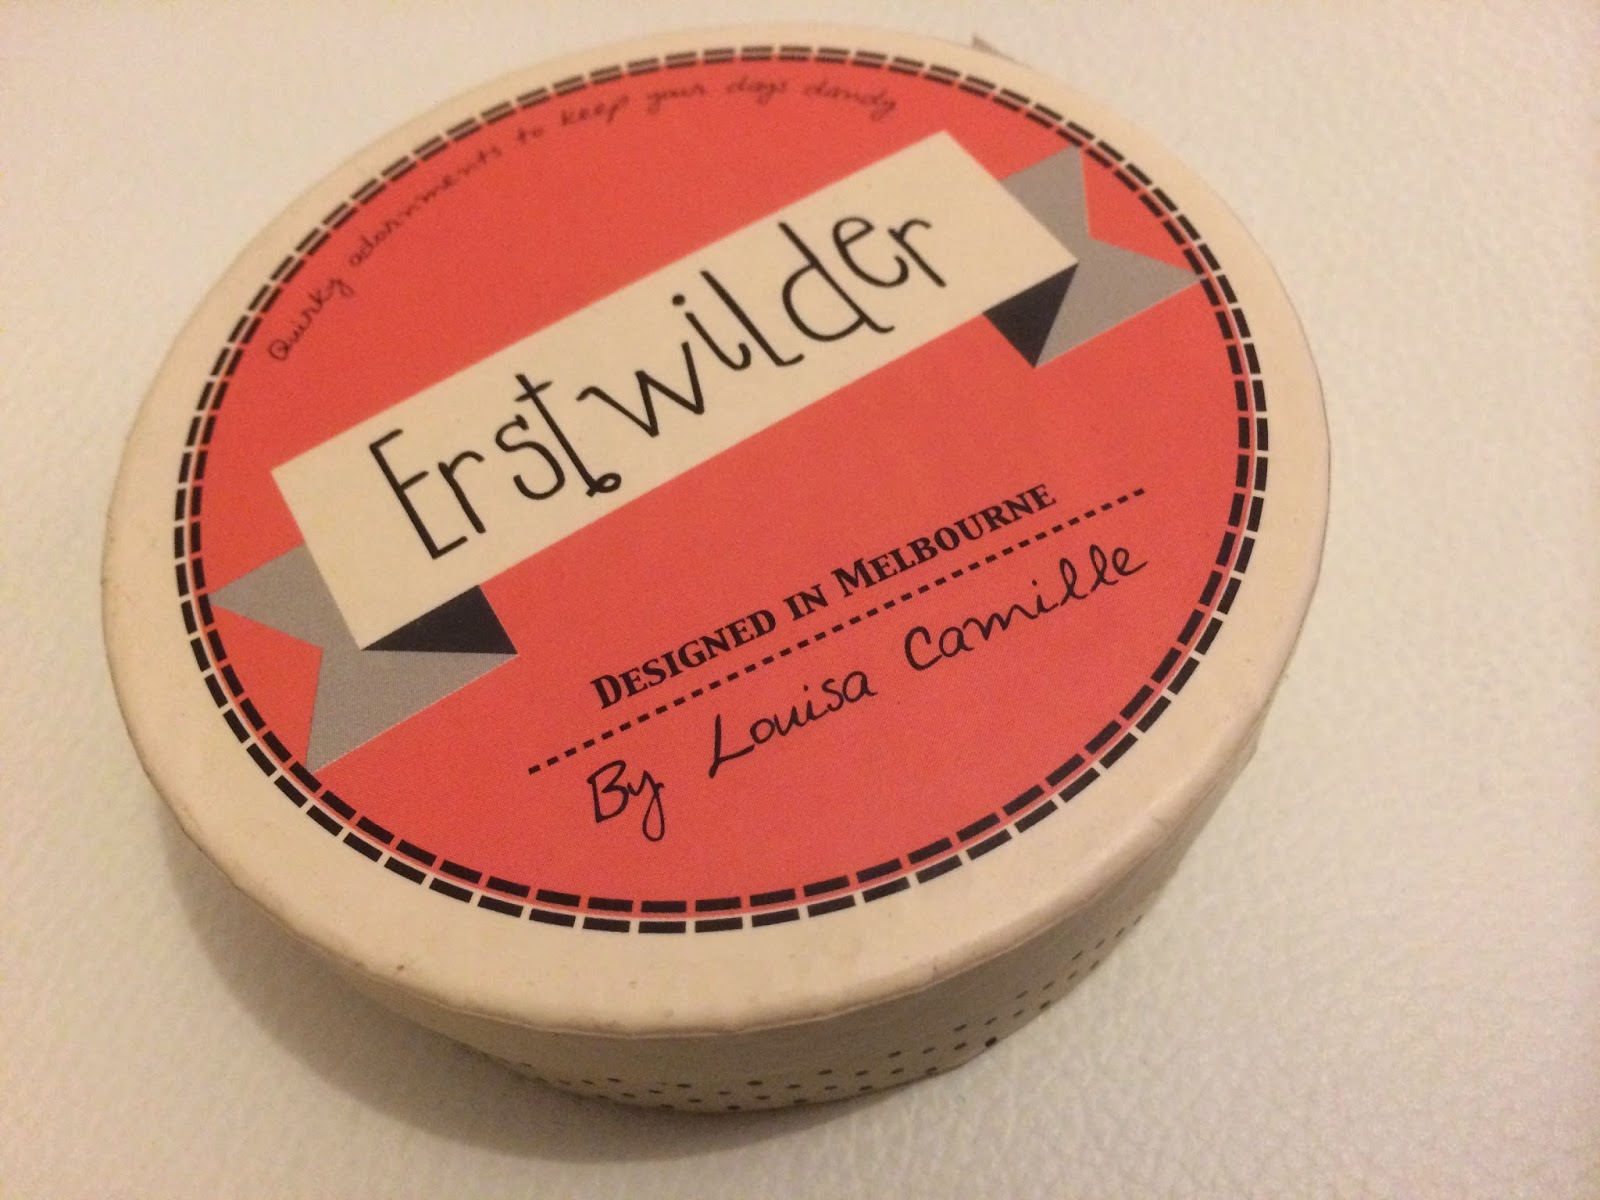 Quirky adornments to keep your days dandy
Erstwilder
DESIGNED IN MELBOURNE
By Louisa Camille